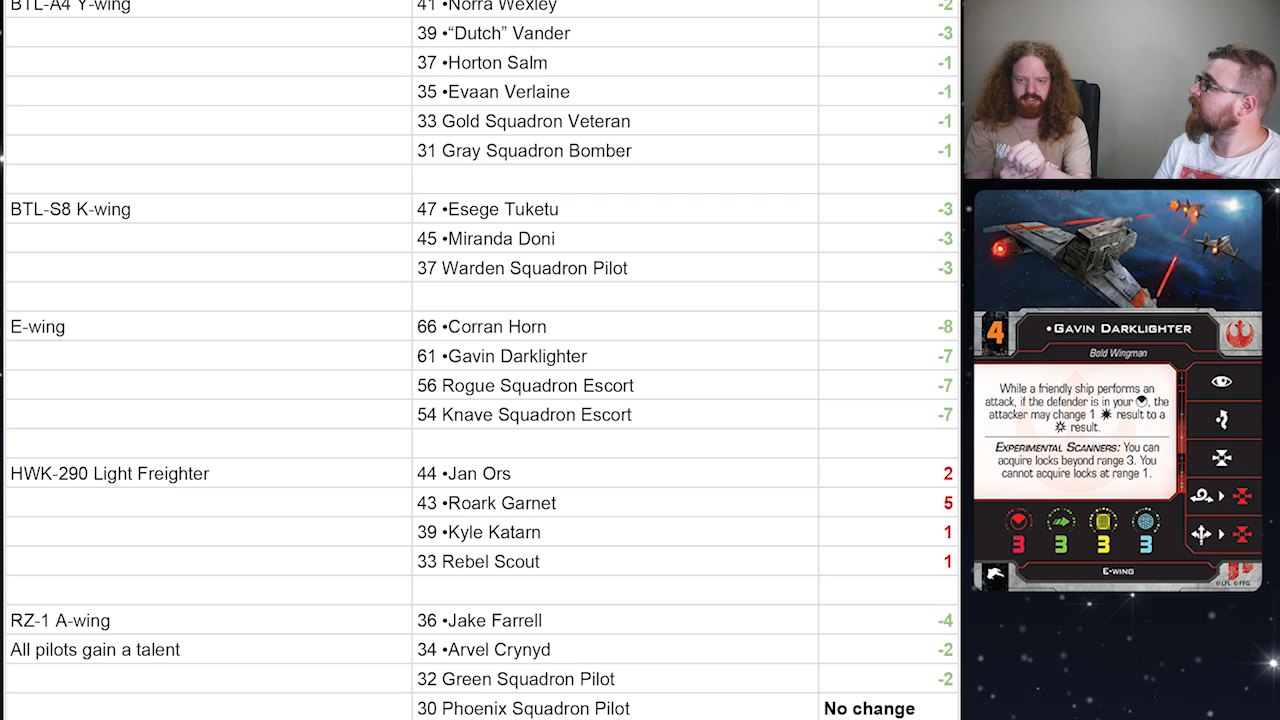 BTL-A4 Y-wing 41 •Norra Wexley -2
39 •“Dutch” Vander -3
37 •Horton Salm -1
35 •Evaan Verlaine -1
33 Gold Squadron Veteran -1
31 Gray Squadron Bomber -1
BTL-S8 K-wing 47 •Esege Tuketu -3
45 •Miranda Doni -3
37 Warden Squadron Pilot -3
E-wing 66 •Corran Horn -8
61 •Gavin Darklighter -7
56 Rogue Squadron Escort -7
54 Knave Squadron Escort -7
HWK-290 Light Freighter 44 •Jan Ors 2
43 •Roark Garnet 5
39 •Kyle Katarn 1
33 Rebel Scout 1
RZ-1 A-wing 36 •Jake Farrell -4
All pilots gain a talent 34 •Arvel Crynyd -2
32 Green Squadron Pilot -2
30 Phoenix Squadron Pilot No change
4 •GAVIN DARKLIGHTER
Bold Wingman
While a friendly ship performs an
attack, if the defender is in your , the
attacker may change 1 result to a
result.
EXPERIMENTAL SCANNERS: You can
acquire locks beyond range 3. You
cannot acquire locks at range 1.
3 3 3 3
E-WING
©LFL ©FFG